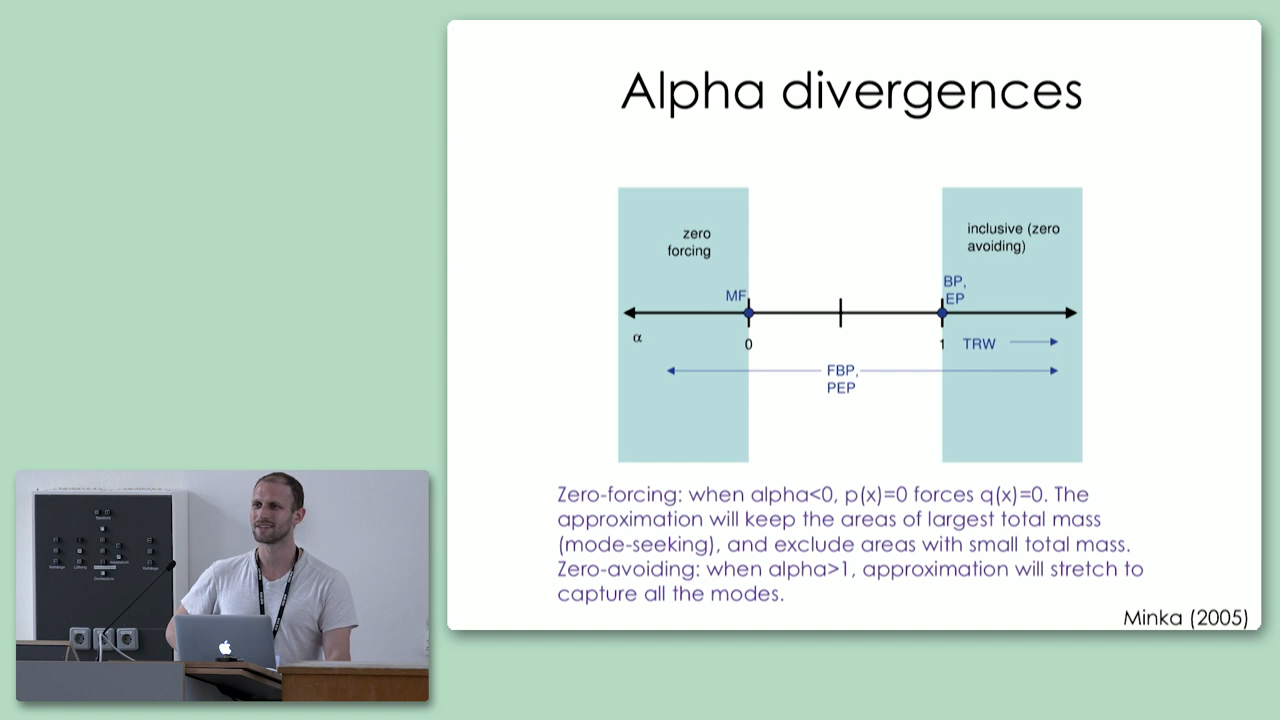 Alpha divergences
zero
forcing
inclusive (zero
avoiding)
MF
BP,
EP
α
0
1
TRW
FBP,
PEP
Zero-forcing: when alpha<0, p(x)=0 forces q(x)=0. The
approximation will keep the areas of largest total mass
(mode-seeking), and exclude areas with small total mass.
Zero-avoiding: when alpha>1, approximation will stretch to
capture all the modes.
Minka (2005)